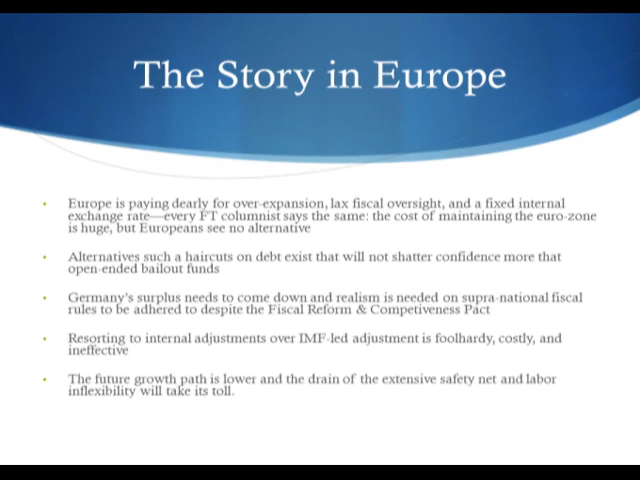 The Story in Europe
• Europe is paying dearly for over-expansion, lax fiscal oversight, and a fixed internal
exchange rate—every FT columnist says the same: the cost of maintaining the euro-zone
is huge, but Europeans see no alternative
• Alternatives such a haircuts on debt exist that will not shatter confidence more that
open-ended bailout funds
• Germany's surplus needs to come down and realism is needed on supra-national fiscal
rules to be adhered to despite the Fiscal Reform & Competiveness Pact
• Resorting to internal adjustments over IMF-led adjustment is foolhardy, costly, and
ineffective
• The future growth path is lower and the drain of the extensive safety net and labor
inflexibility will take its toll.